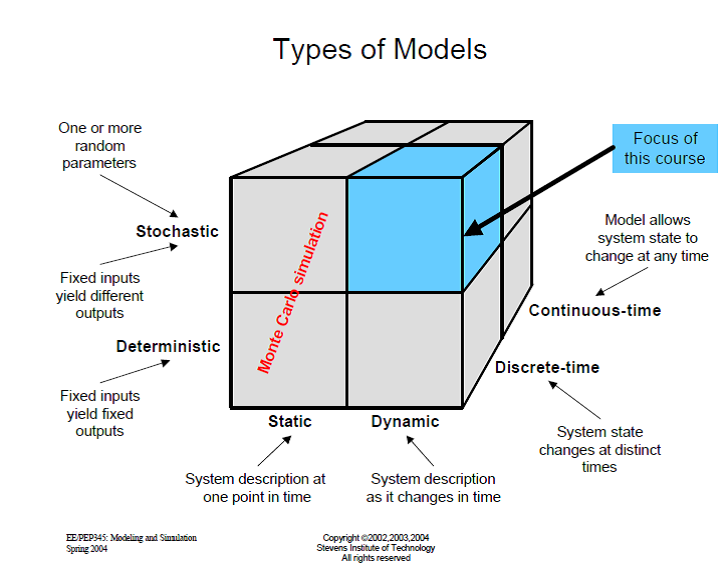 Types of Models
One or more
random
parameters
Focus of
this course
Stochastic
Model allows
system state to
change at any time
Fixed inputs
yield different
outputs
Monte Carlo simulation
Continuous-time
Deterministic
Discrete-time
Fixed inputs
yield fixed
outputs
Static
Dynamic
System state
changes at distinct
times
System description at
one point in time
System description
as it changes in time
EE/PEP345: Modeling and Simulation
Spring 2004
Copyright ©2002,2003,2004
Stevens Institute of Technology
All rights reserved